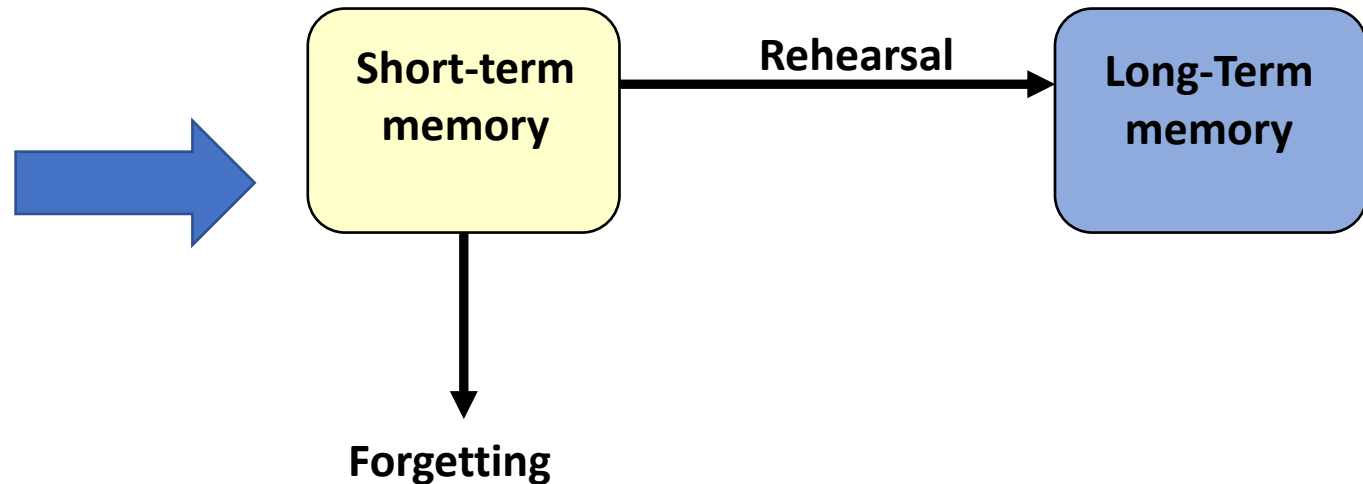 Short-term
memory
Rehearsal
Long-Term
memory
Forgetting